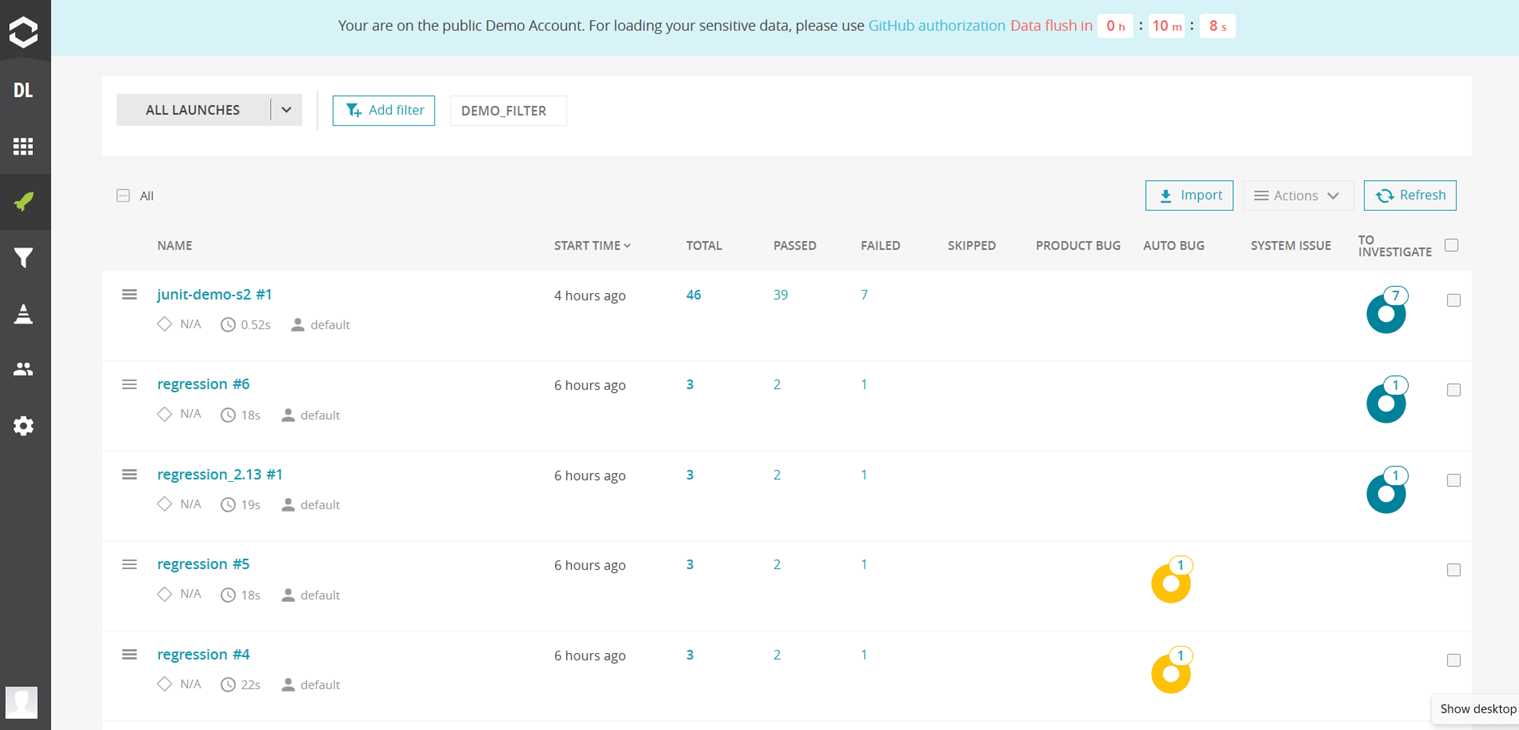 Your are on the public Demo Account. For loading your sensitive data, please use GitHub authorization Data flush in 0 h : 10 m : 8 s
DL
ALL LAUNCHES
Add filter
DEMO_FILTER
All
Import
Actions
Refresh
NAME START TIME TOTAL PASSED FAILED SKIPPED PRODUCT BUG AUTO BUG SYSTEM ISSUE TO INVESTIGATE
junit-demo-s2 #1 4 hours ago 46 39 7 7
N/A 0.52s default
regression #6 6 hours ago 3 2 1 1
N/A 18s default
regression_2.13 #1 6 hours ago 3 2 1 1
N/A 19s default
regression #5 6 hours ago 3 2 1 1
N/A 18s default
regression #4 6 hours ago 3 2 1 1
N/A 22s default
Show desktop